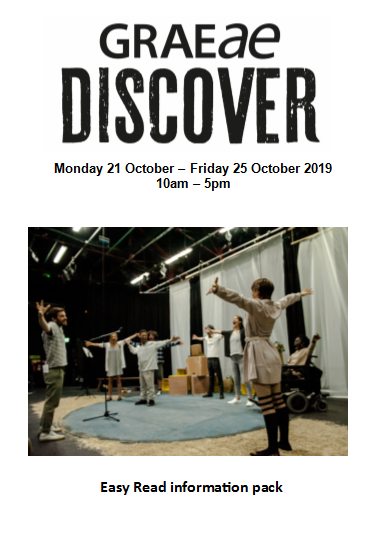 GRAEae
DISCOVER
Monday 21 October – Friday 25 October 2019
10am – 5pm
Easy Read information pack